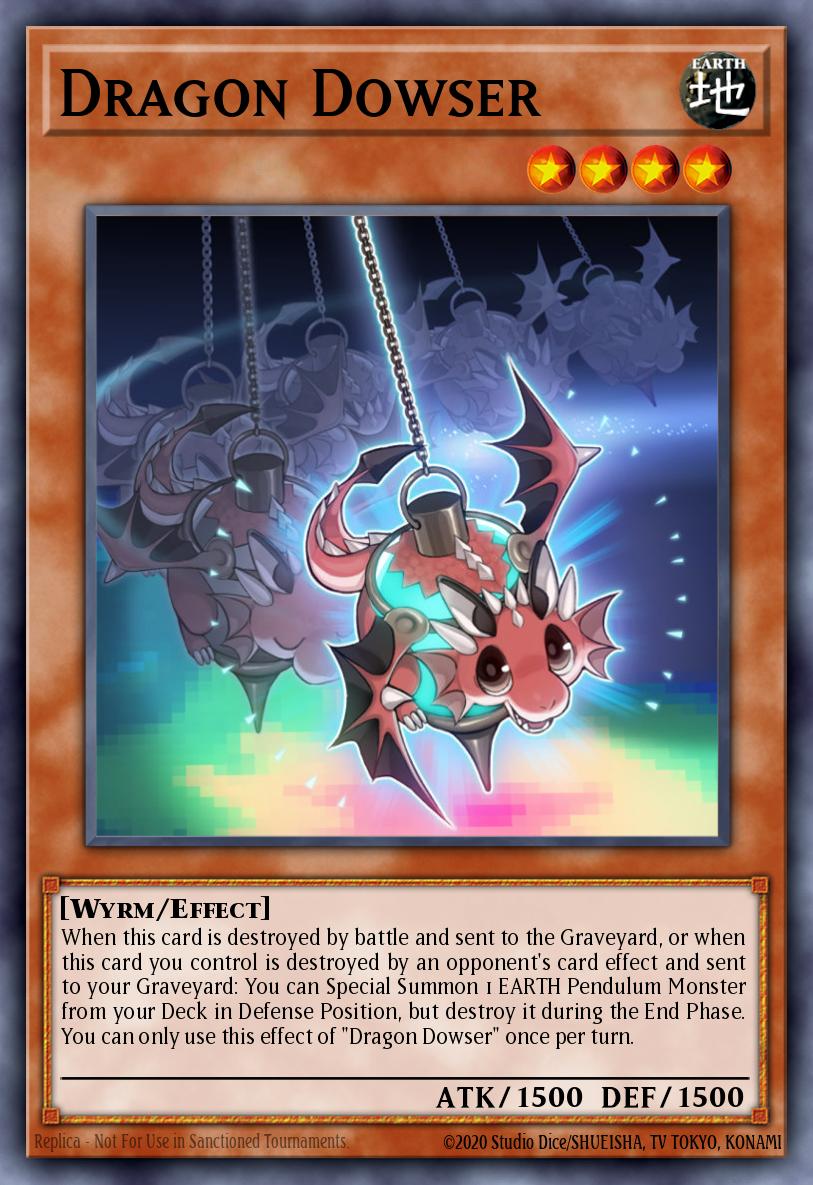 Dragon Dowser
EARTH
地
[Wyrm/Effect]
When this card is destroyed by battle and sent to the Graveyard, or when
this card you control is destroyed by an opponent's card effect and sent
to your Graveyard: You can Special Summon 1 EARTH Pendulum Monster
from your Deck in Defense Position, but destroy it during the End Phase.
You can only use this effect of "Dragon Dowser" once per turn.
ATK/1500 DEF/1500
Replica - Not For Use in Sanctioned Tournaments.
©2020 Studio Dice/SHUEISHA, TV TOKYO, KONAMI